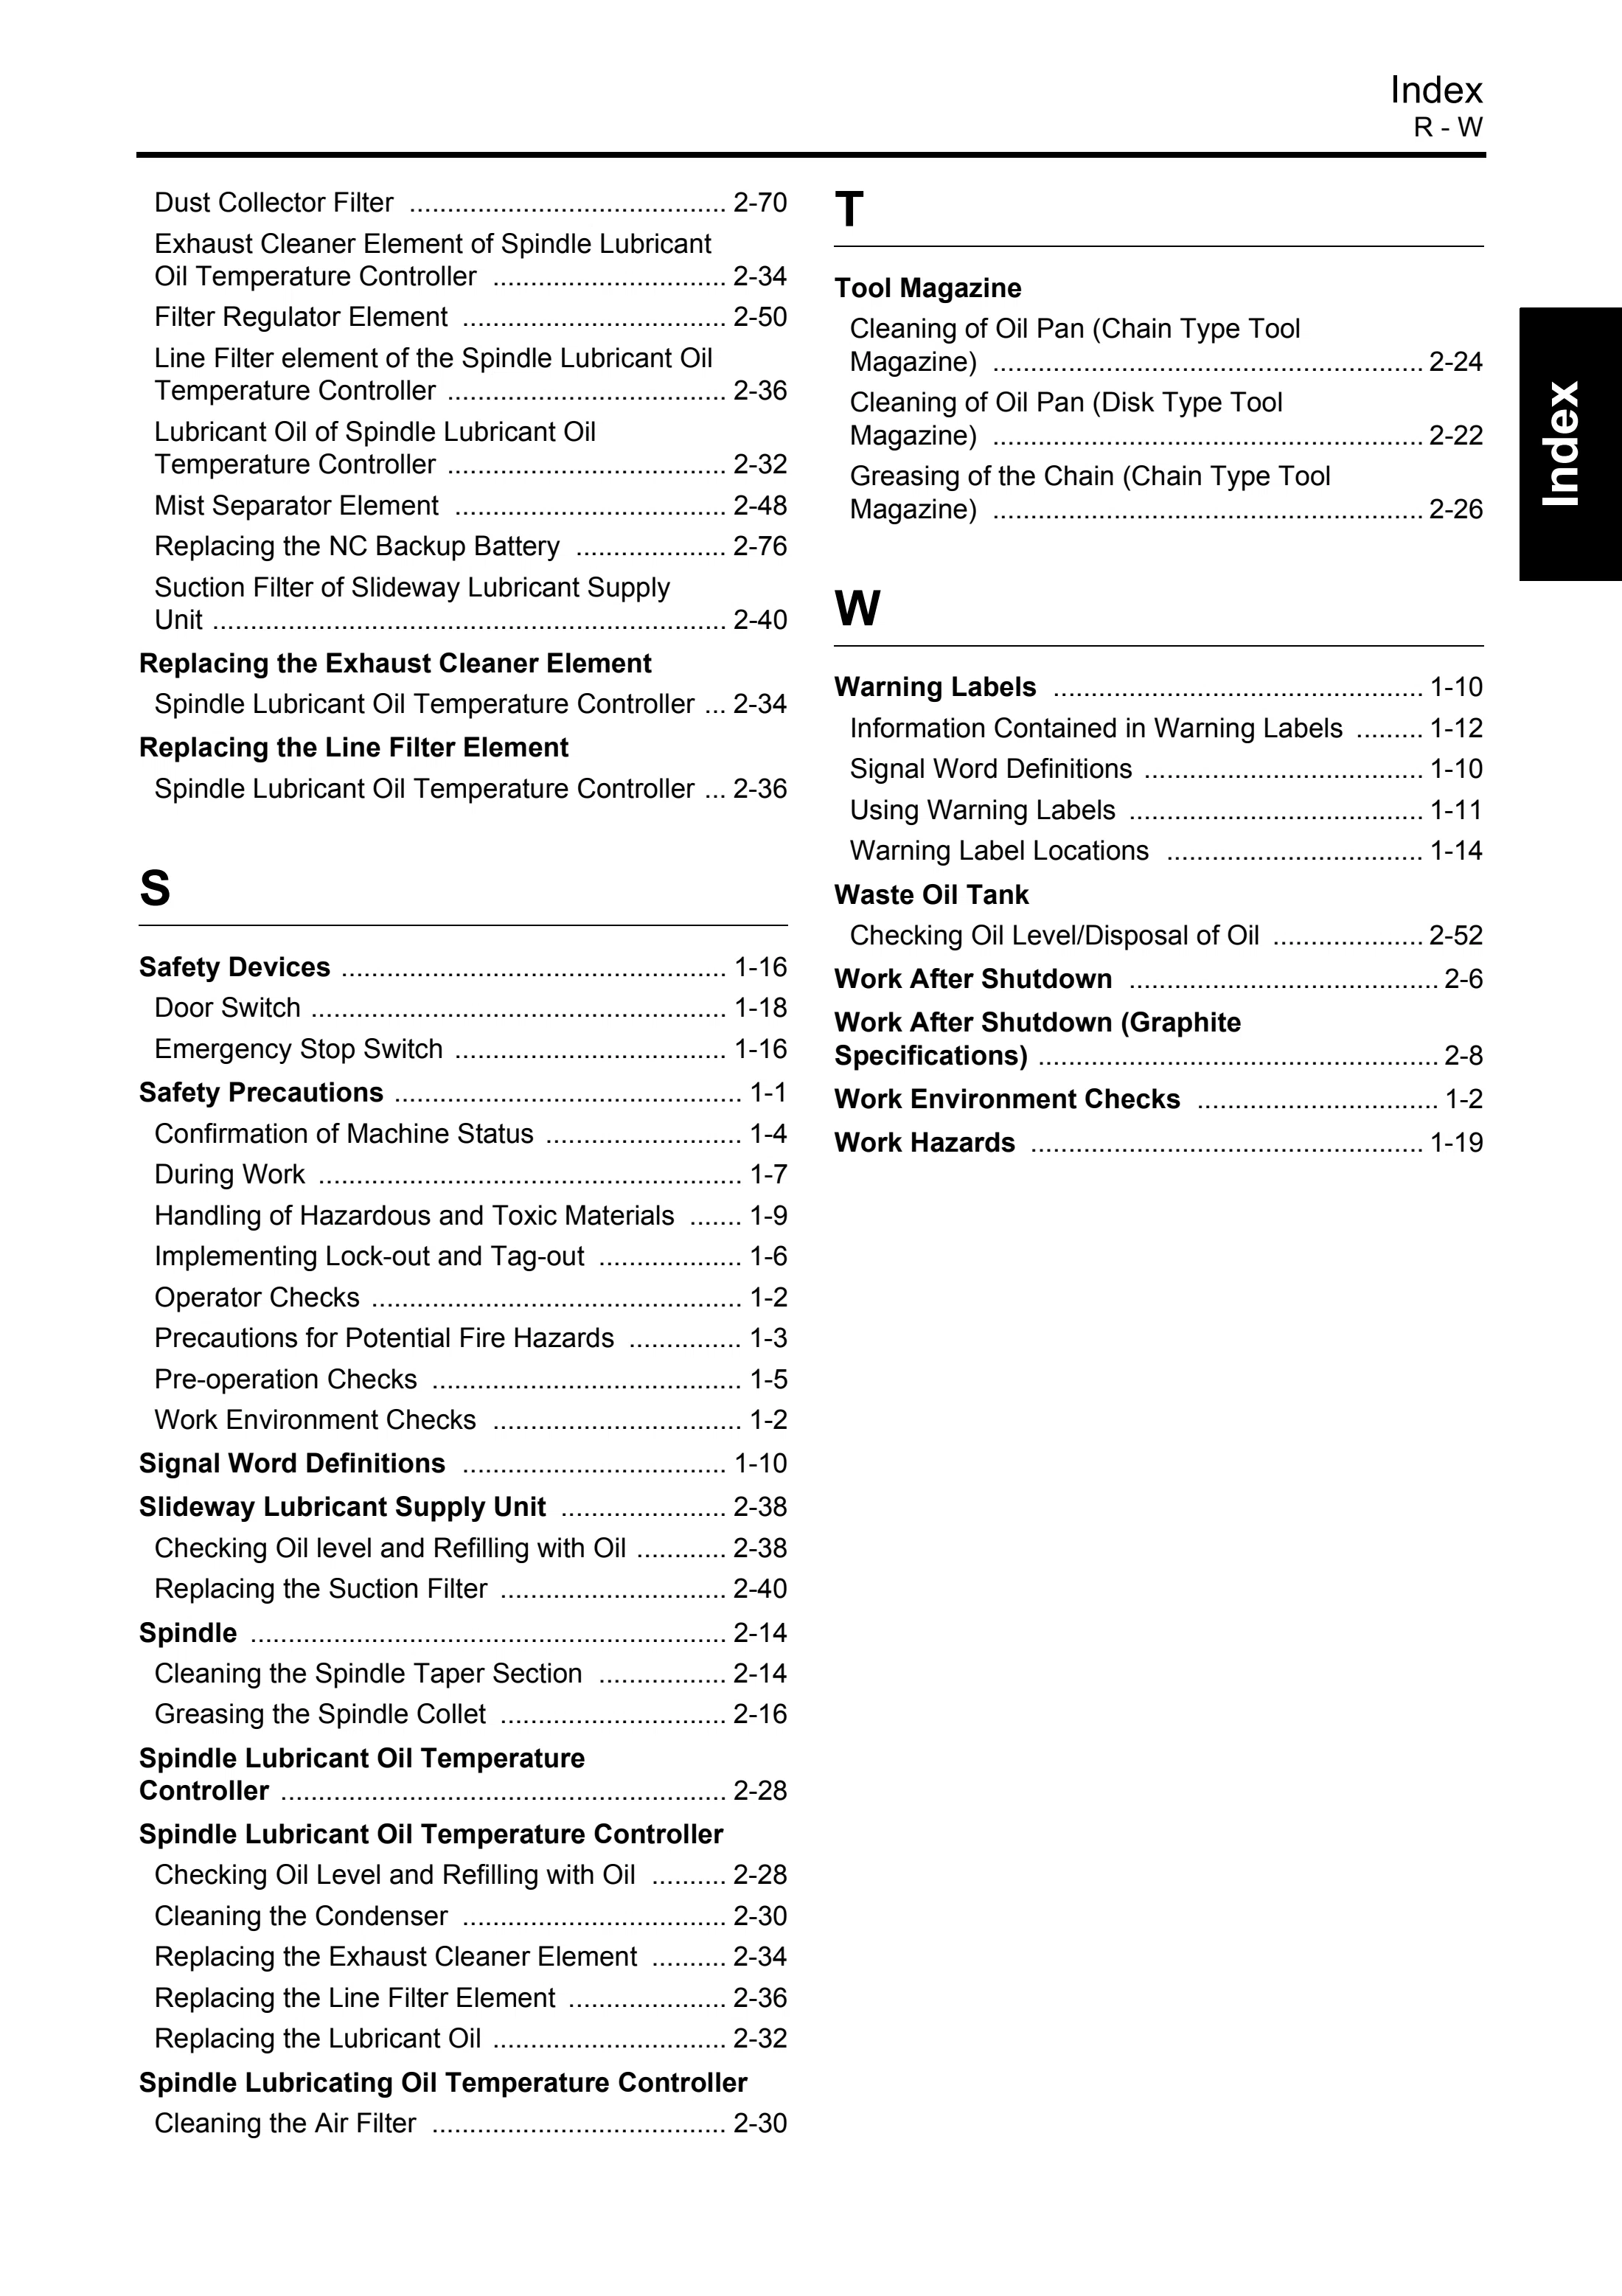 Index
R - W
Dust Collector Filter .......................................... 2-70
Exhaust Cleaner Element of Spindle Lubricant
Oil Temperature Controller ............................... 2-34
Filter Regulator Element ................................... 2-50
Line Filter element of the Spindle Lubricant Oil
Temperature Controller ..................................... 2-36
Lubricant Oil of Spindle Lubricant Oil
Temperature Controller ..................................... 2-32
Mist Separator Element .................................... 2-48
Replacing the NC Backup Battery .................... 2-76
Suction Filter of Slideway Lubricant Supply
Unit .................................................................... 2-40
Replacing the Exhaust Cleaner Element
Spindle Lubricant Oil Temperature Controller ... 2-34
Replacing the Line Filter Element
Spindle Lubricant Oil Temperature Controller ... 2-36
S
Safety Devices ................................................... 1-16
Door Switch ....................................................... 1-18
Emergency Stop Switch .................................... 1-16
Safety Precautions .............................................. 1-1
Confirmation of Machine Status .......................... 1-4
During Work ........................................................ 1-7
Handling of Hazardous and Toxic Materials ....... 1-9
Implementing Lock-out and Tag-out ................... 1-6
Operator Checks ................................................. 1-2
Precautions for Potential Fire Hazards ............... 1-3
Pre-operation Checks ......................................... 1-5
Work Environment Checks ................................. 1-2
Signal Word Definitions ................................... 1-10
Slideway Lubricant Supply Unit ...................... 2-38
Checking Oil level and Refilling with Oil ............ 2-38
Replacing the Suction Filter .............................. 2-40
Spindle ............................................................... 2-14
Cleaning the Spindle Taper Section ................. 2-14
Greasing the Spindle Collet .............................. 2-16
Spindle Lubricant Oil Temperature
Controller ........................................................... 2-28
Spindle Lubricant Oil Temperature Controller
Checking Oil Level and Refilling with Oil .......... 2-28
Cleaning the Condenser ................................... 2-30
Replacing the Exhaust Cleaner Element .......... 2-34
Replacing the Line Filter Element ..................... 2-36
Replacing the Lubricant Oil ............................... 2-32
Spindle Lubricating Oil Temperature Controller
Cleaning the Air Filter ....................................... 2-30
T
Tool Magazine
Cleaning of Oil Pan (Chain Type Tool
Magazine) ......................................................... 2-24
Cleaning of Oil Pan (Disk Type Tool
Magazine) ......................................................... 2-22
Greasing of the Chain (Chain Type Tool
Magazine) ......................................................... 2-26
W
Warning Labels ................................................. 1-10
Information Contained in Warning Labels ......... 1-12
Signal Word Definitions ..................................... 1-10
Using Warning Labels ....................................... 1-11
Warning Label Locations .................................. 1-14
Waste Oil Tank
Checking Oil Level/Disposal of Oil .................... 2-52
Work After Shutdown ......................................... 2-6
Work After Shutdown (Graphite
Specifications) ..................................................... 2-8
Work Environment Checks ................................ 1-2
Work Hazards .................................................... 1-19
Index